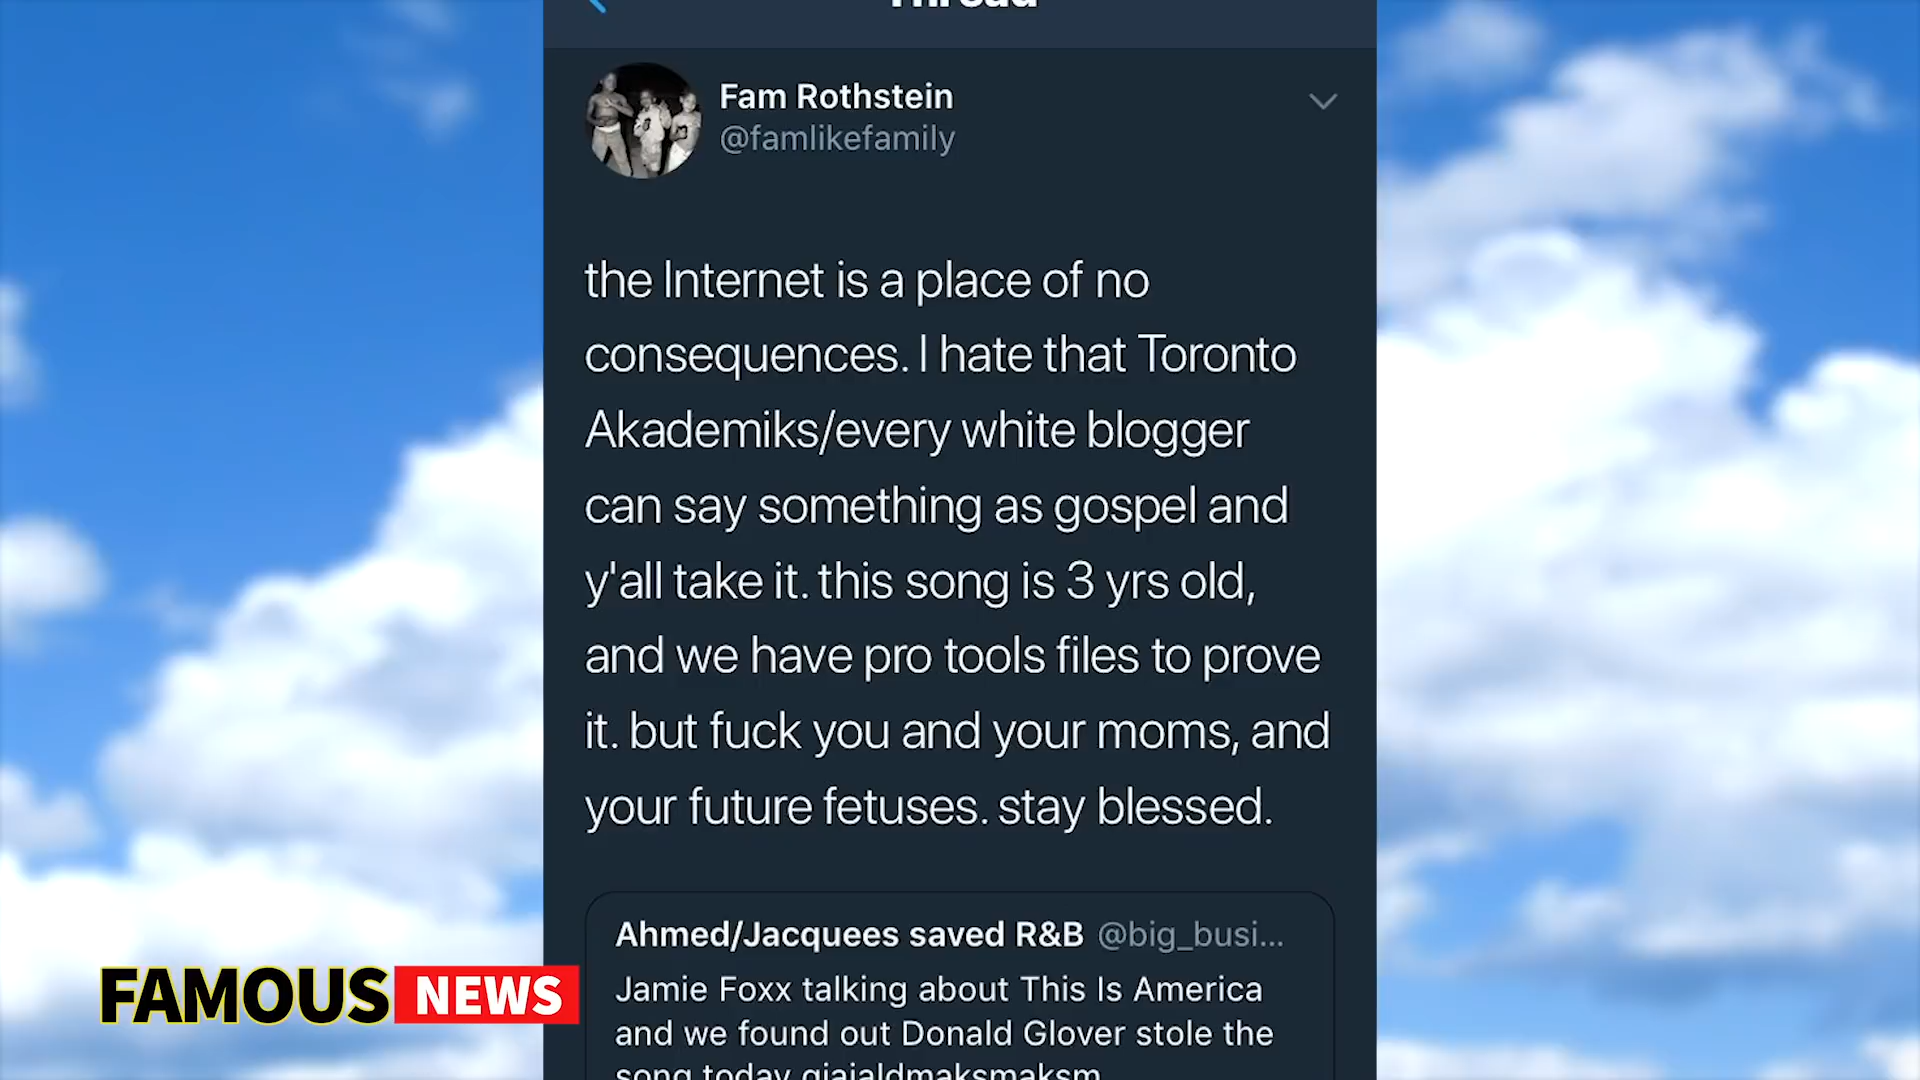 Thread
Fam Rothstein
@famlikefamily
the Internet is a place of no
consequences. I hate that Toronto
Akademiks/every white blogger
can say something as gospel and
y'all take it. this song is 3 yrs old,
and we have pro tools files to prove
it. but fuck you and your moms, and
your future fetuses. stay blessed.
Ahmed/Jacquees saved R&B @big_busi...
Jamie Foxx talking about This Is America
and we found out Donald Glover stole the
song today
FAMOUS NEWS